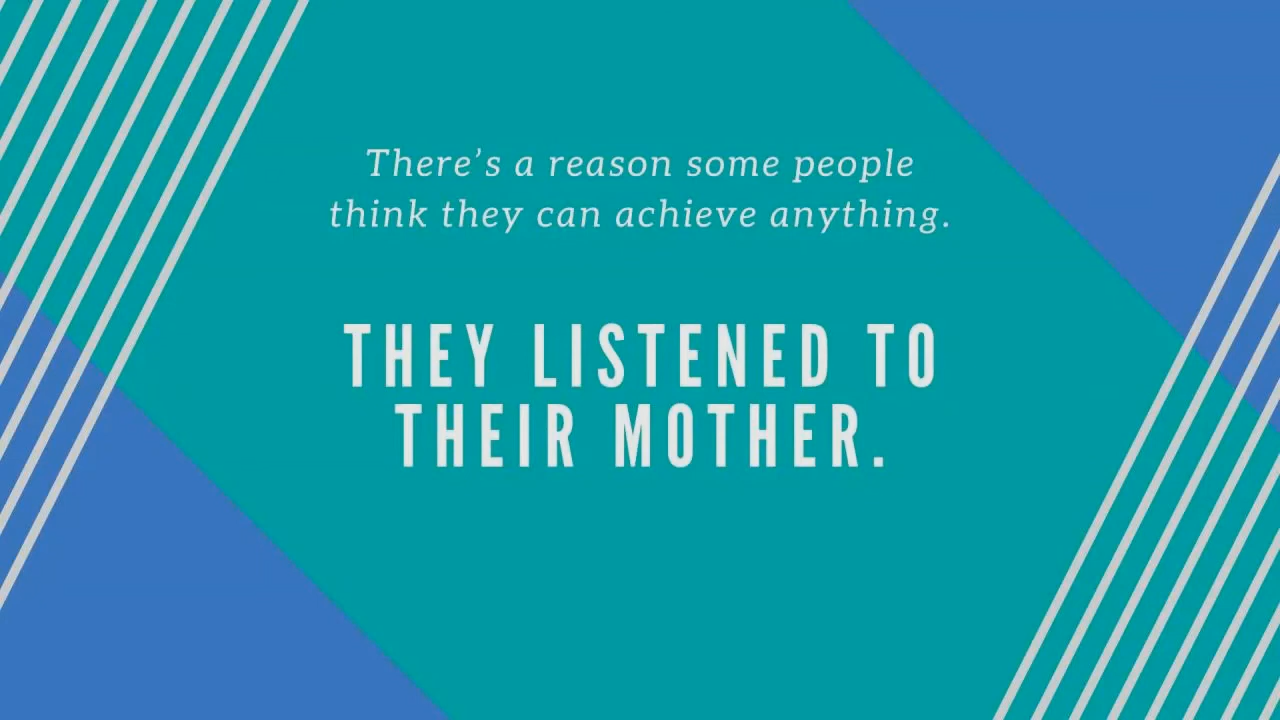 There’s a reason some people
think they can achieve anything.
THEY LISTENED TO
THEIR MOTHER.